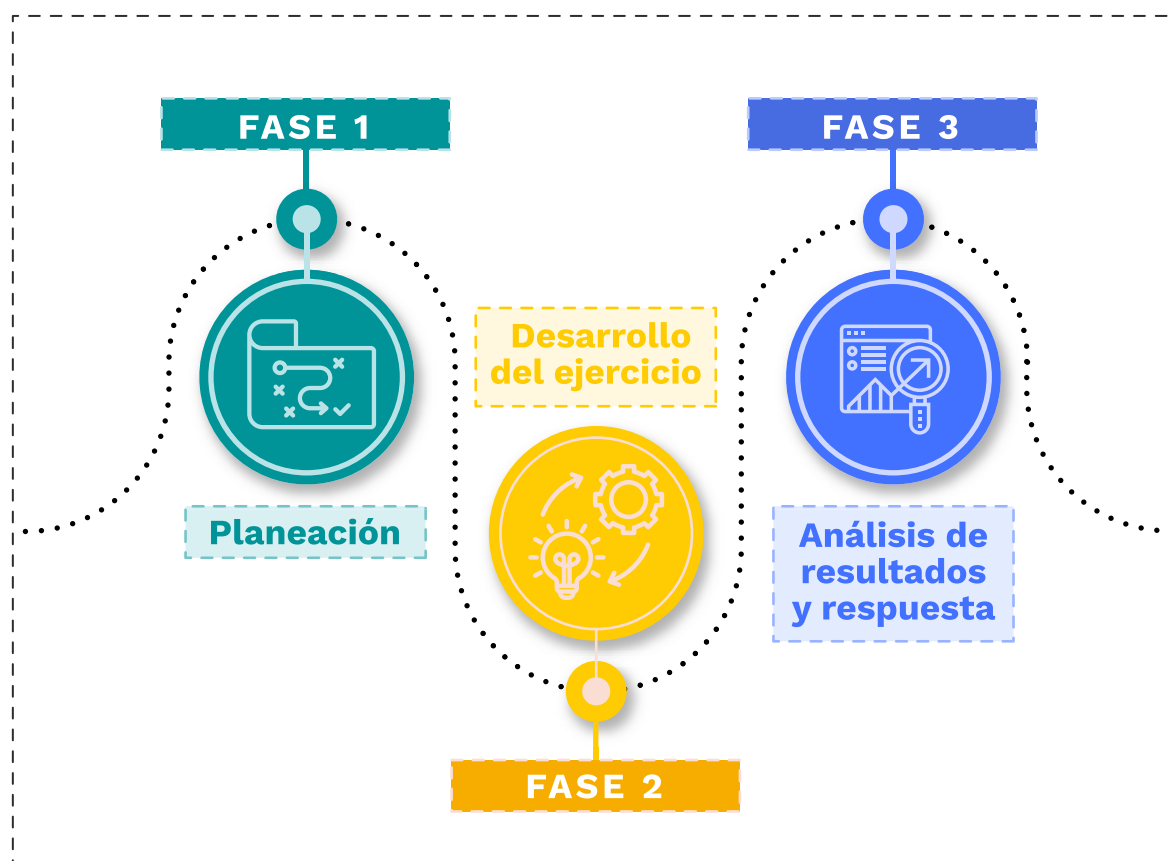 FASE 1
Planeación
Desarrollo
del ejercicio
FASE 2
FASE 3
Análisis de
resultados
y respuesta